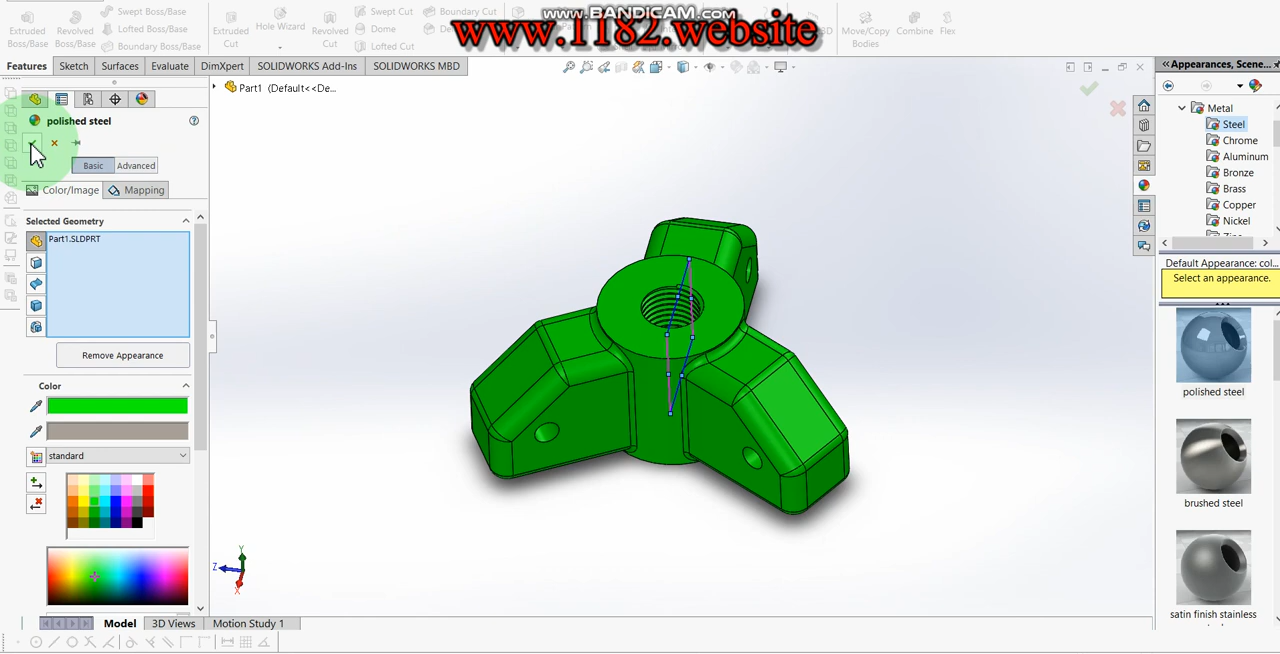 www.BANDICAM.com
www.1182.website
Extruded Boss/Base
Revolved Boss/Base
Swept Boss/Base
Lofted Boss/Base
Boundary Boss/Base
Extruded Cut
Hole Wizard
Revolved Cut
Swept Cut
Dome
Lofted Cut
Boundary Cut
Move/Copy Bodies
Combine
Flex
Features
Sketch
Surfaces
Evaluate
DimXpert
SOLIDWORKS Add-Ins
SOLIDWORKS MBD
Part1 (Default<<De...
polished steel
?
Basic
Advanced
Color/Image
Mapping
Selected Geometry
Part1.SLDPRT
Remove Appearance
Color
standard
Y
Z
X
Model
3D Views
Motion Study 1
Appearances, Scene...
Metal
Steel
Chrome
Aluminum
Bronze
Brass
Copper
Nickel
Default Appearance: col...
Select an appearance.
polished steel
brushed steel
satin finish stainless